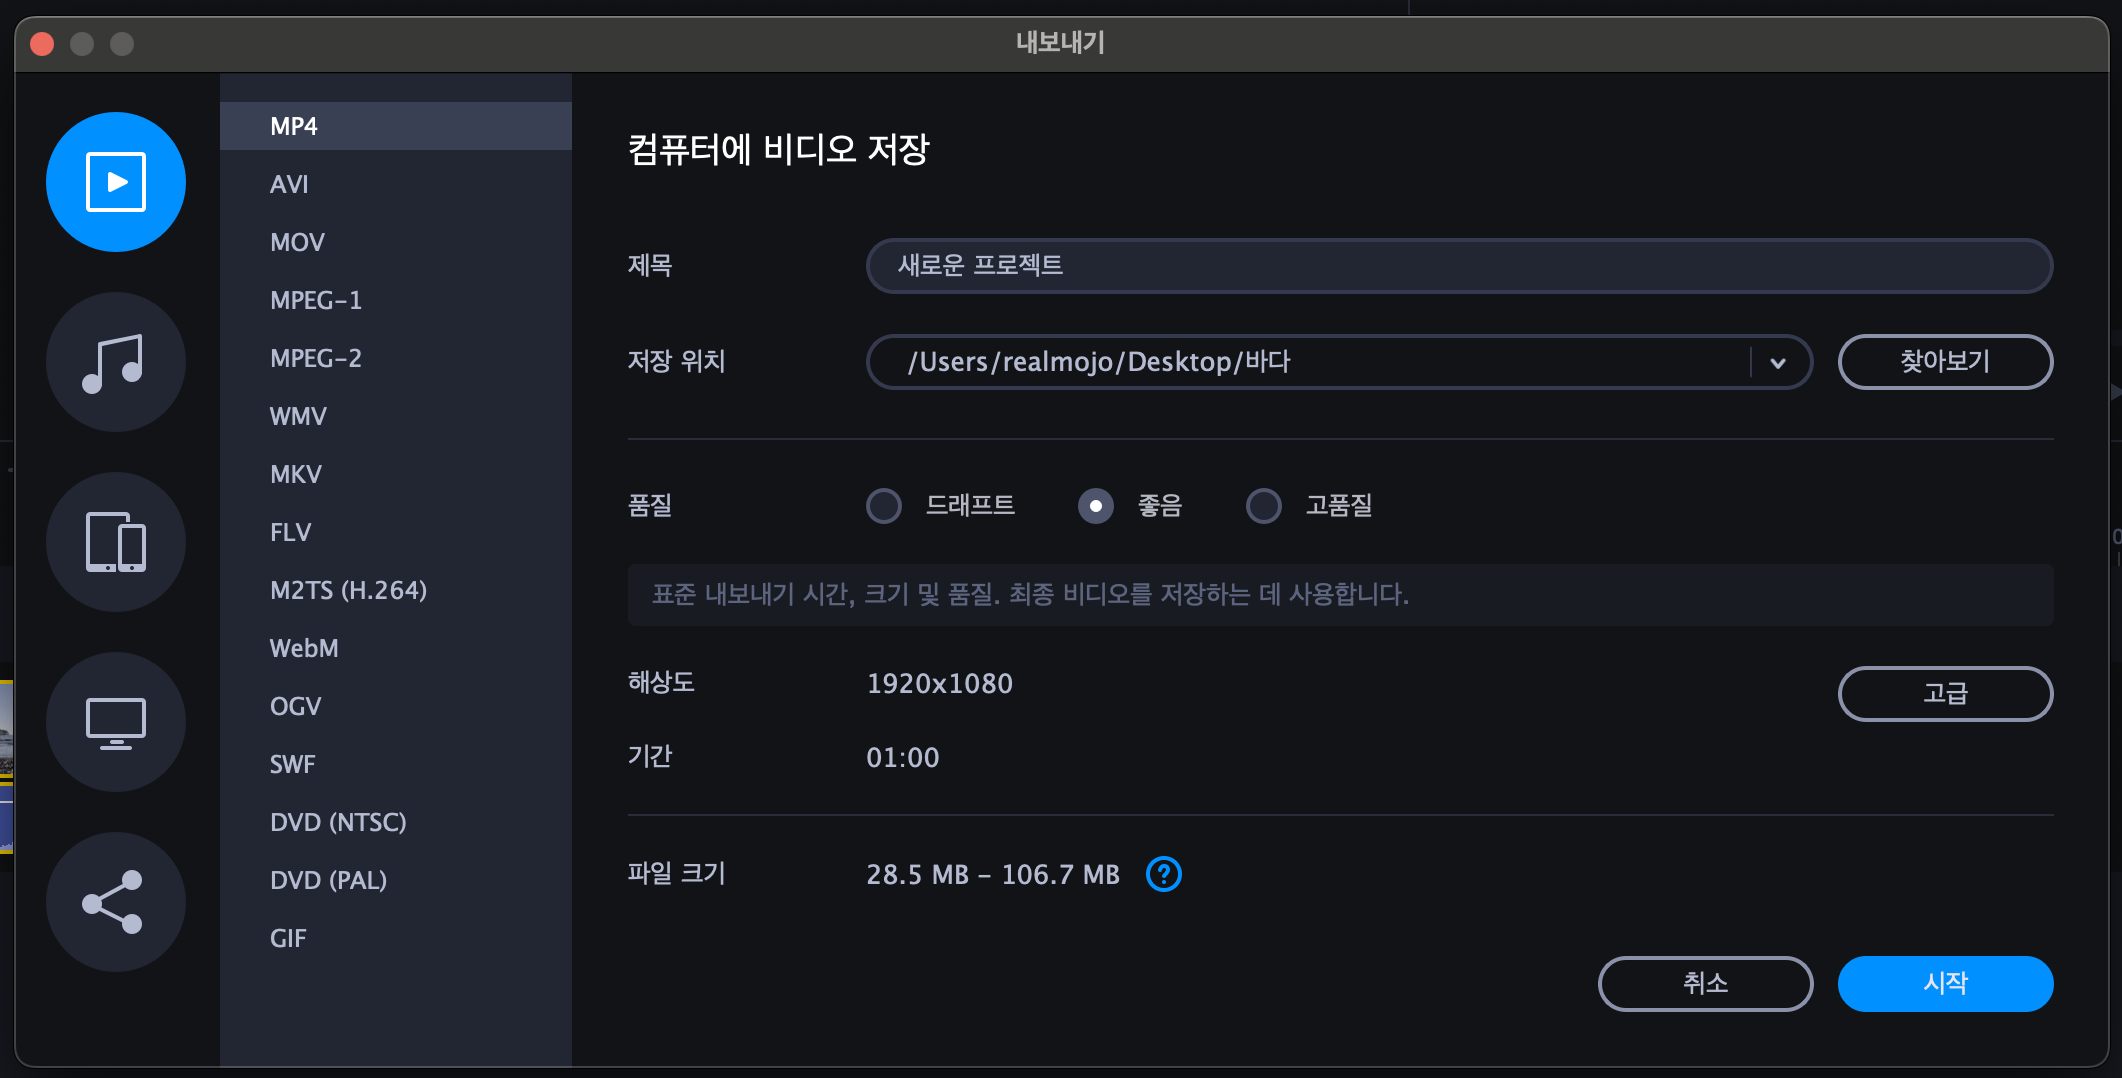 내보내기
MP4
AVI
MOV
MPEG-1
MPEG-2
WMV
MKV
FLV
M2TS (H.264)
WebM
OGV
SWF
DVD (NTSC)
DVD (PAL)
GIF
컴퓨터에 비디오 저장
제목 새로운 프로젝트
저장 위치 /Users/realmojo/Desktop/바다 찾아보기
품질 드래프트 좋음 고품질
표준 내보내기 시간, 크기 및 품질. 최종 비디오를 저장하는 데 사용합니다.
해상도 1920x1080 고급
기간 01:00
파일 크기 28.5 MB – 106.7 MB ?
취소 시작